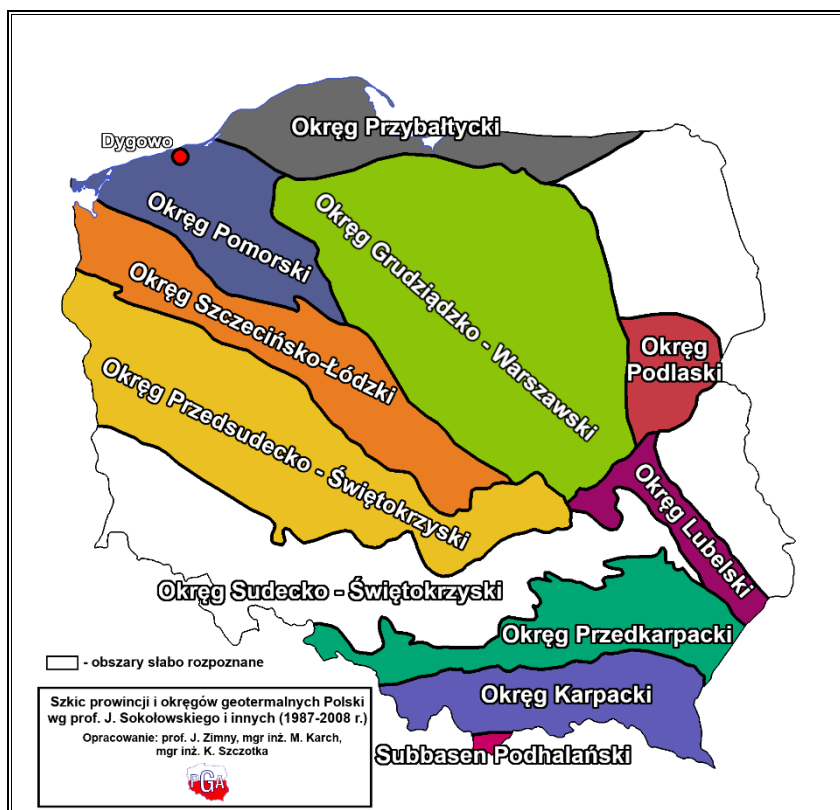 Okręg Przybałtycki
Dygowo
Okręg Pomorski
Okręg Grudziądzko - Warszawski
Okręg Szczecińsko-Łódzki
Okręg
Podlaski
Okręg Przedsudecko - Świętokrzyski
Okręg Lubelski
Okręg Sudecko - Świętokrzyski
Okręg Przedkarpacki
- obszary słabo rozpoznane
Okręg Karpacki
Szkic prowincji i okręgów geotermalnych Polski
wg prof. J. Sokołowskiego i innych (1987-2008 r.)
Opracowanie: prof. J. Zimny, mgr inż. M. Karch,
mgr inż. K. Szczotka
PGA
Subbasen Podhalański